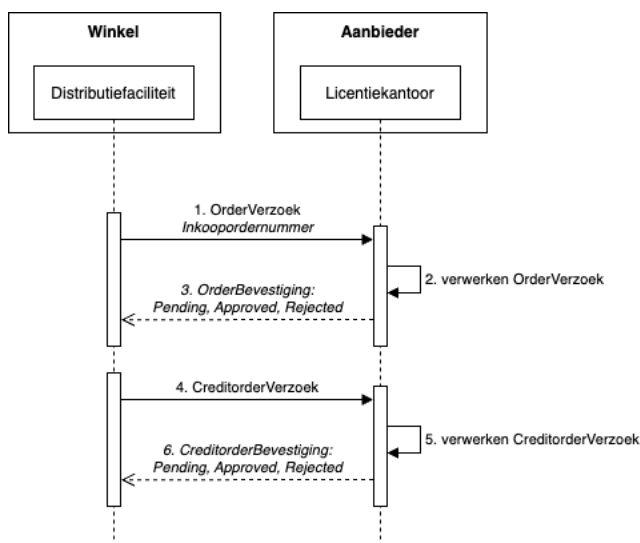 Winkel
Aanbieder
Distributiefaciliteit
Licentiekantoor
1. OrderVerzoek
Inkoopordernummer
2. verwerken OrderVerzoek
3. OrderBevestiging:
Pending, Approved, Rejected
4. CreditorderVerzoek
5. verwerken CreditorderVerzoek
6. CreditorderBevestiging:
Pending, Approved, Rejected